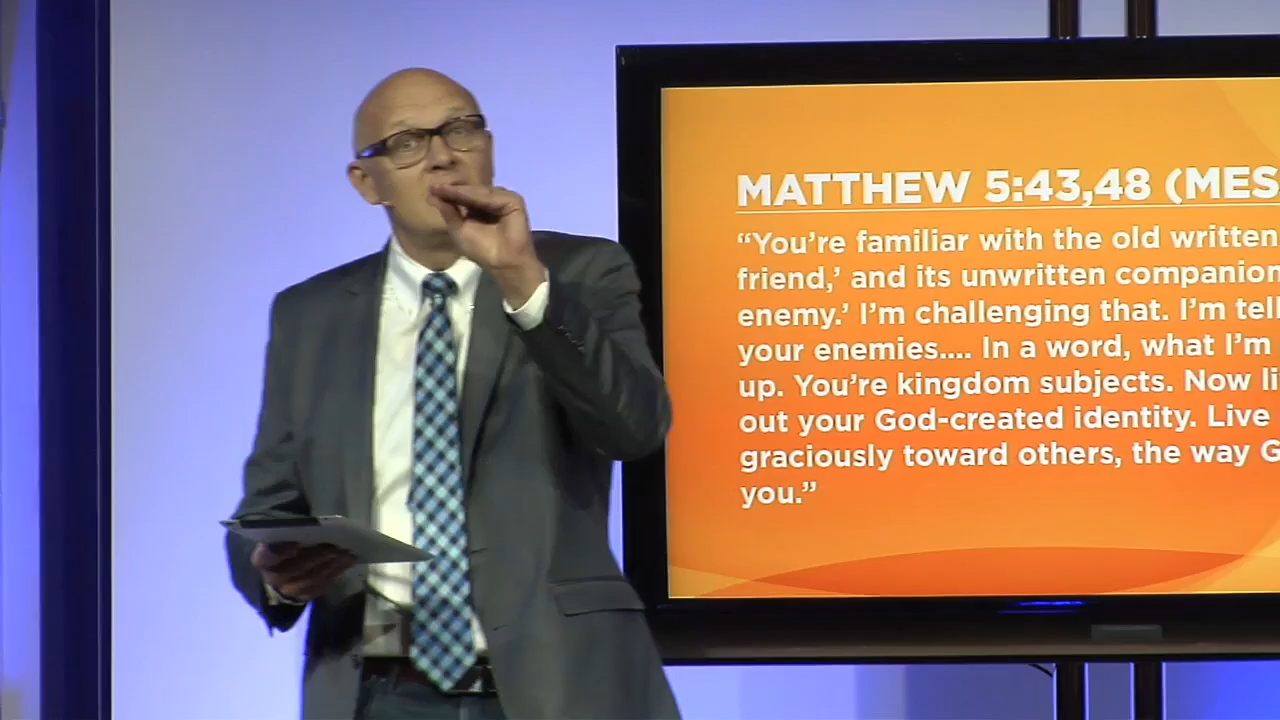 MATTHEW 5:43,48 (MES
“You’re familiar with the old written
friend,’ and its unwritten companion
enemy.’ I’m challenging that. I’m tell
your enemies.... In a word, what I’m
up. You’re kingdom subjects. Now li
out your God-created identity. Live
graciously toward others, the way G
you.”